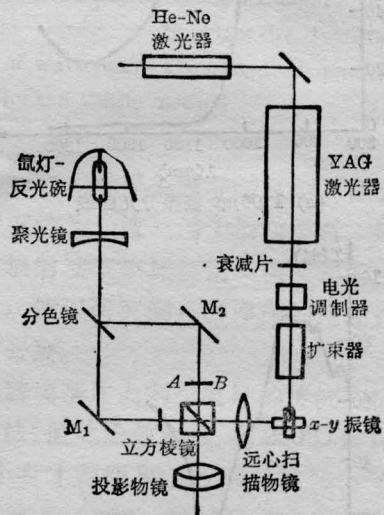 He-Ne
激光器
氙灯-
反光碗
YAG
激光器
聚光镜
衰减片
电光
调制器
分色镜
M₂
扩束器
A B
M₁
立方棱镜
x-y 振镜
远心扫
描物镜
投影物镜